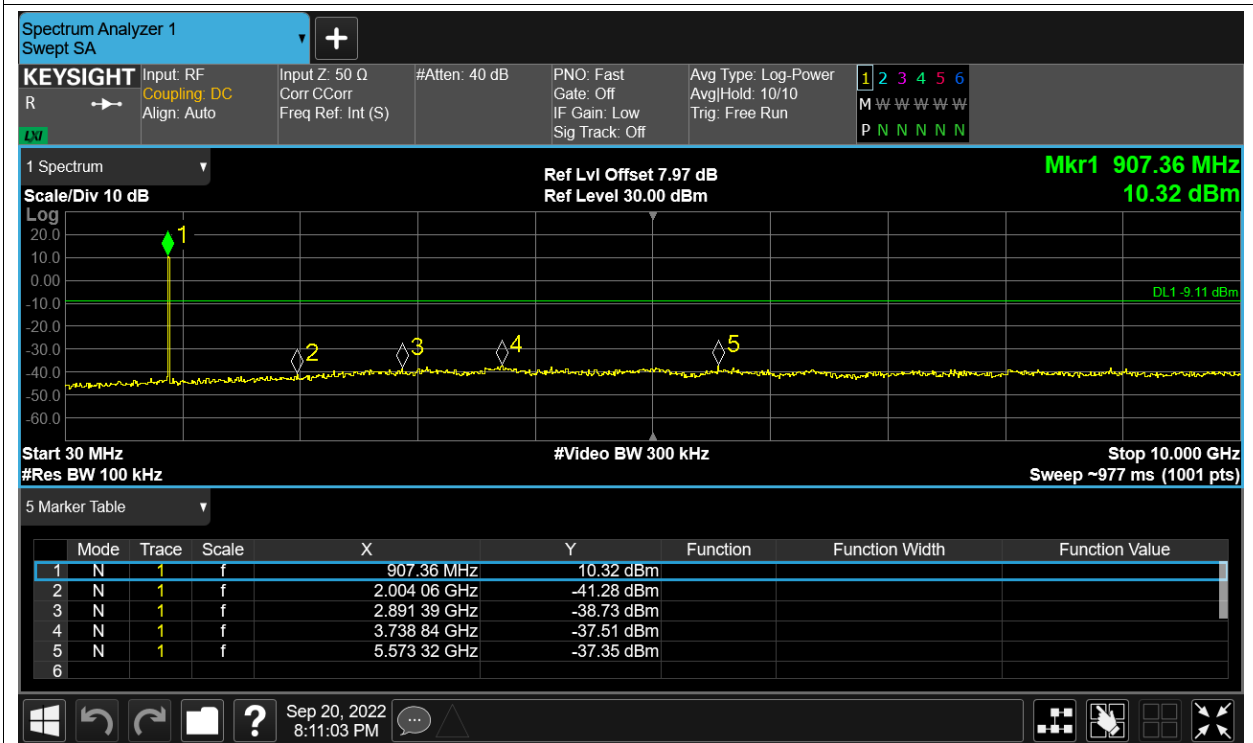 Spectrum Analyzer 1
Swept SA
KEYSIGHT Input: RF Input Z: 50 Ω #Atten: 40 dB PNO: Fast Avg Type: Log-Power 1 2 3 4 5 6
R Coupling: DC Corr CCorr Gate: Off Avg|Hold: 10/10 M W W W W W W
Align: Auto Freq Ref: Int (S) IF Gain: Low Trig: Free Run
LXI Sig Track: Off P N N N N N N
1 Spectrum Ref Lvl Offset 7.97 dB Mkr1 907.36 MHz
Scale/Div 10 dB Ref Level 30.00 dBm 10.32 dBm
Log
20.0
1
10.0
0.00
DL1 -9.11 dBm
-10.0
-20.0
-30.0
2 3 4 5
-40.0
-50.0
-60.0
Start 30 MHz #Video BW 300 kHz Stop 10.000 GHz
#Res BW 100 kHz Sweep ~977 ms (1001 pts)
5 Marker Table
Mode Trace Scale X Y Function Function Width Function Value
1 N 1 f 907.36 MHz 10.32 dBm
2 N 1 f 2.004 06 GHz -41.28 dBm
3 N 1 f 2.891 39 GHz -38.73 dBm
4 N 1 f 3.738 84 GHz -37.51 dBm
5 N 1 f 5.573 32 GHz -37.35 dBm
6
? Sep 20, 2022
8:11:03 PM